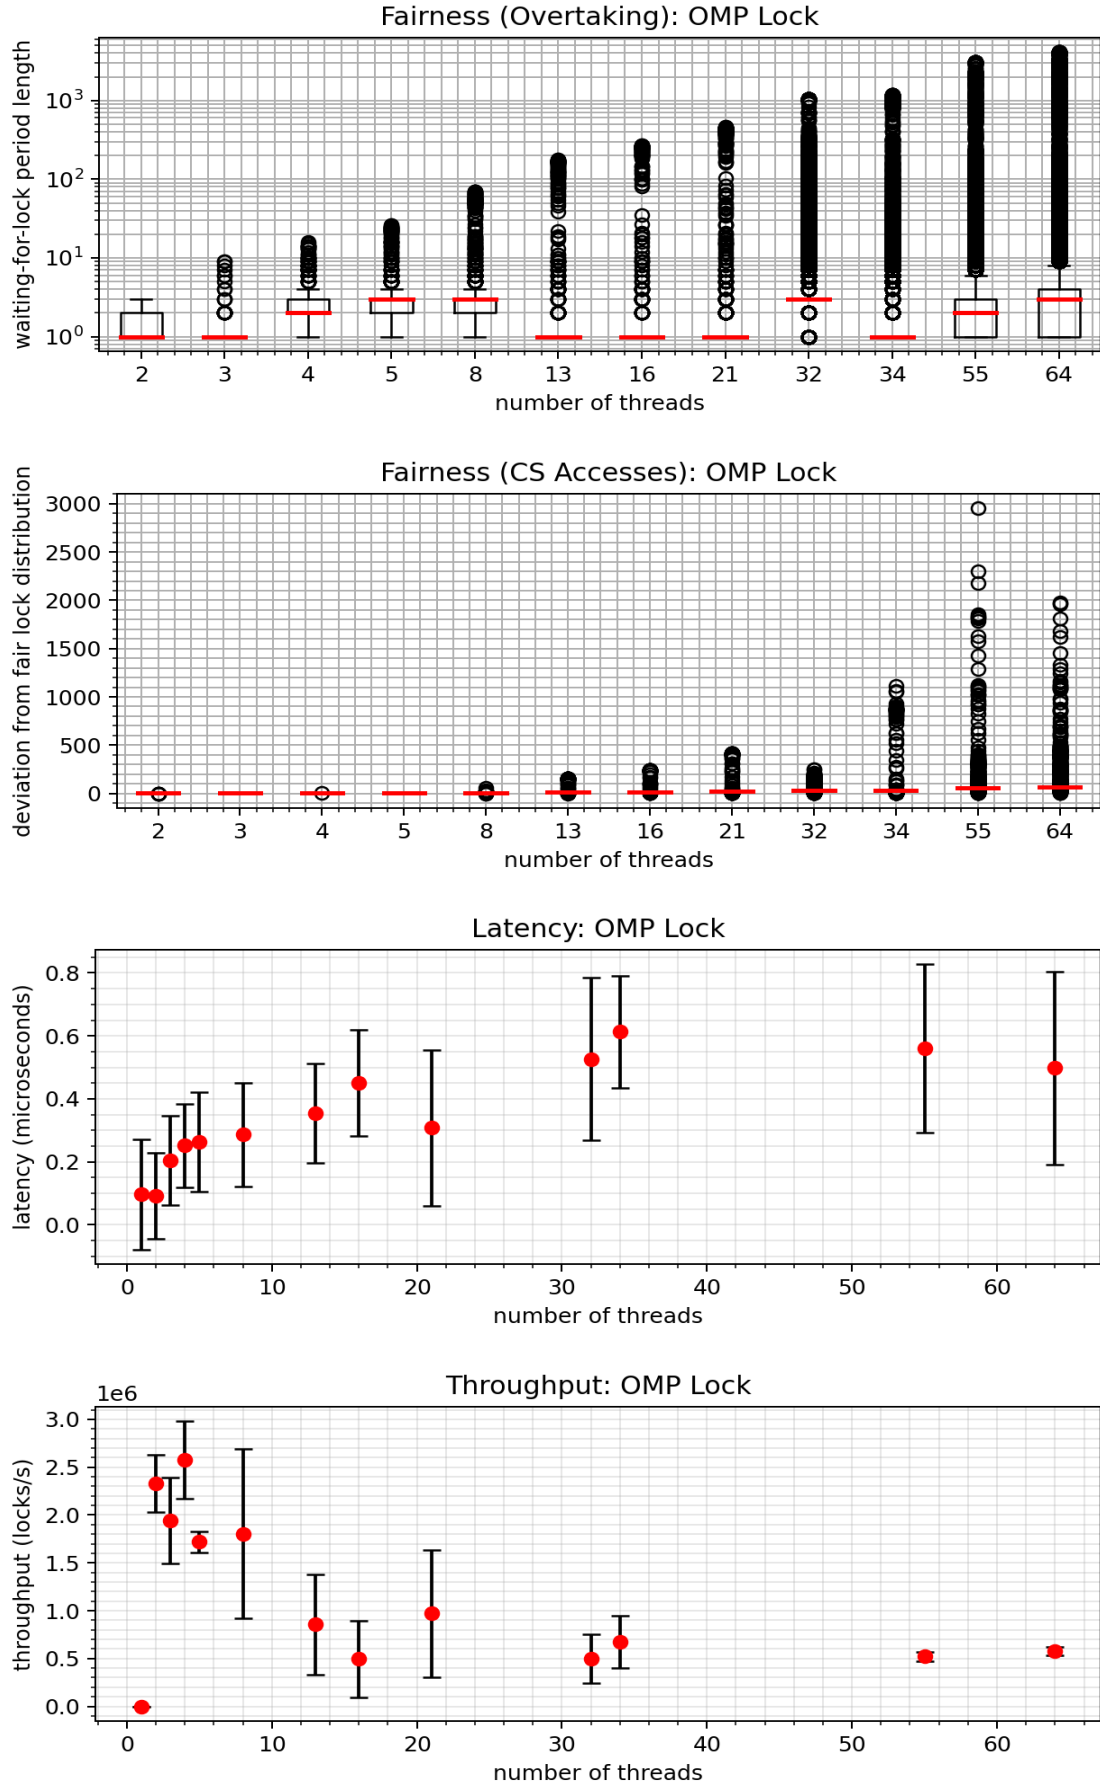 Fairness (Overtaking): OMP Lock
waiting-for-lock period length
10³
10²
10¹
10⁰
2 3 4 5 8 13 16 21 32 34 55 64
number of threads
Fairness (CS Accesses): OMP Lock
deviation from fair lock distribution
3000
2500
2000
1500
1000
500
0
2 3 4 5 8 13 16 21 32 34 55 64
number of threads
Latency: OMP Lock
latency (microseconds)
0.8
0.6
0.4
0.2
0.0
0 10 20 30 40 50 60
number of threads
Throughput: OMP Lock
1e6
throughput (locks/s)
3.0
2.5
2.0
1.5
1.0
0.5
0.0
0 10 20 30 40 50 60
number of threads